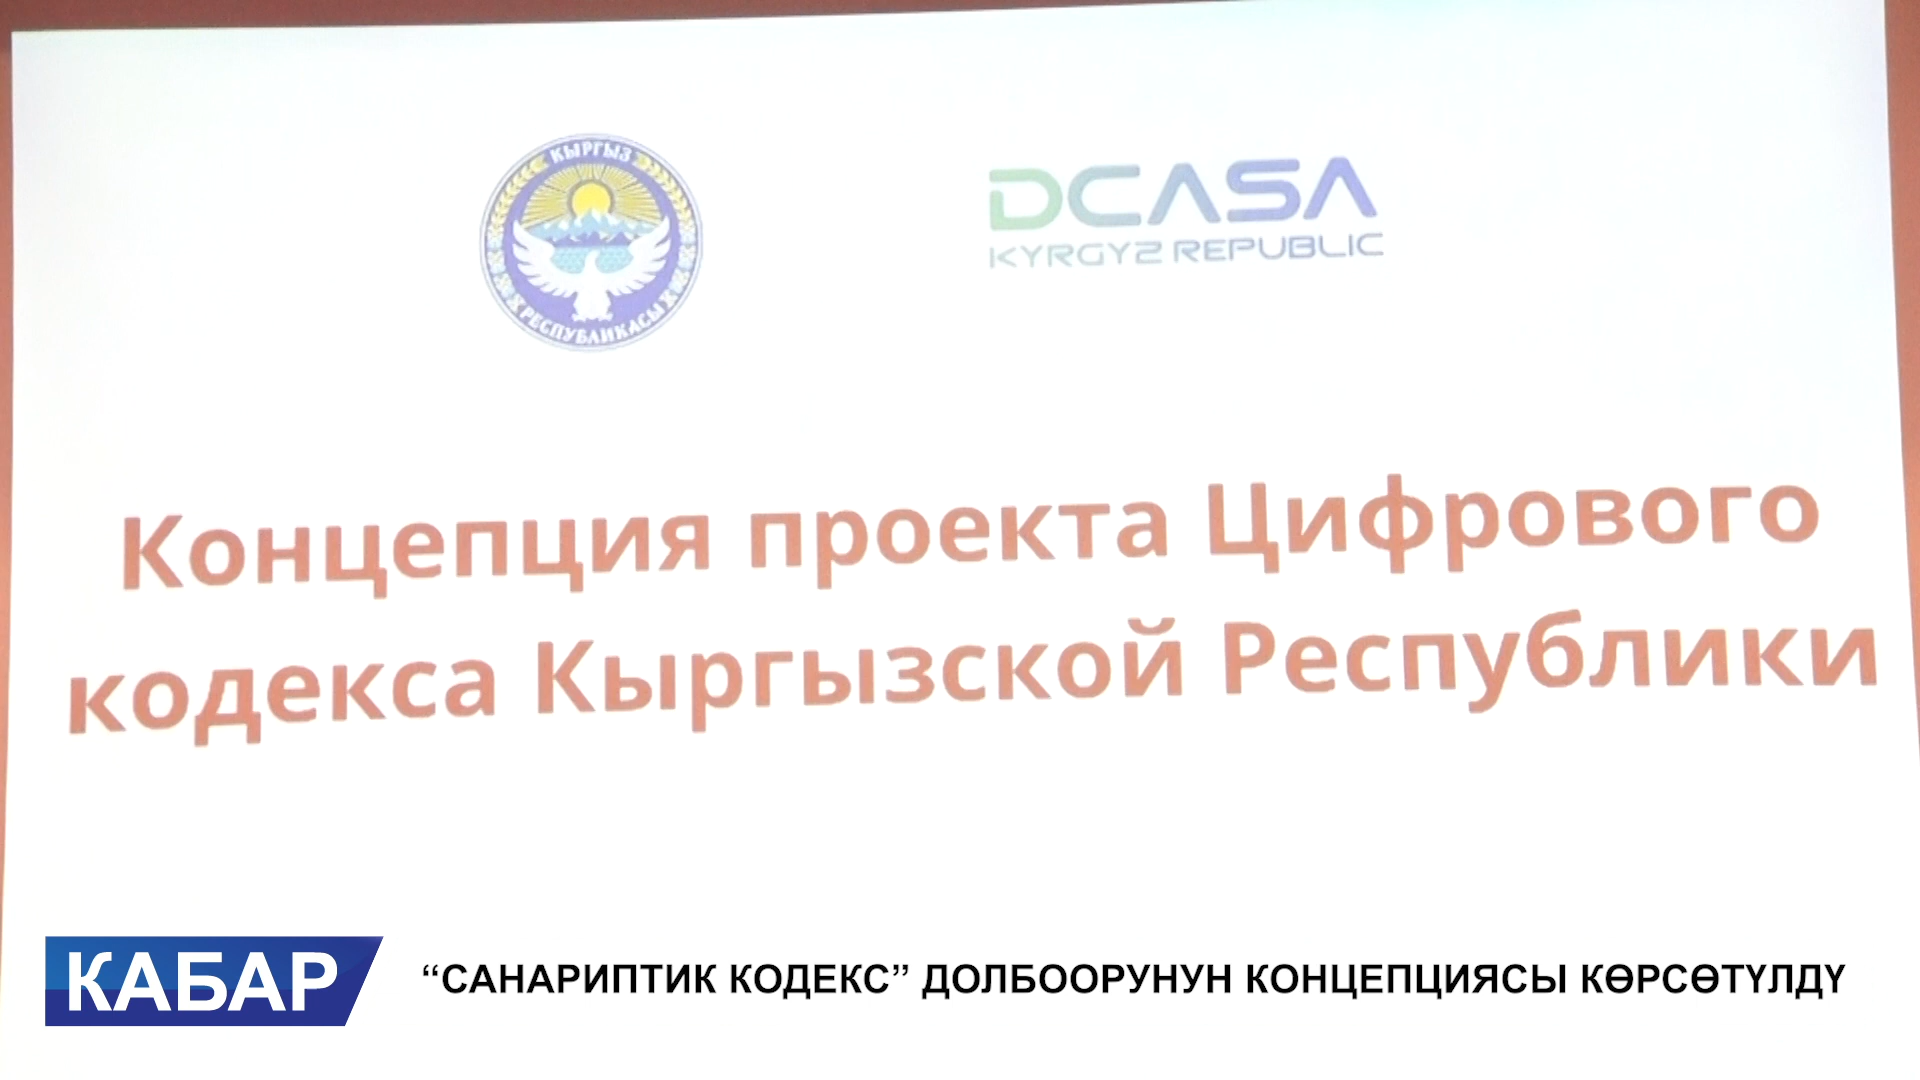 КЫРГЫЗ
РЕСПУБЛИКАСЫ
DCASA
KYRGYZ REPUBLIC
Концепция проекта Цифрового
кодекса Кыргызской Республики
КАБАР
“САНАРИПТИК КОДЕКС” ДОЛБООРУНУН КОНЦЕПЦИЯСЫ КӨРСӨТҮЛДҮ